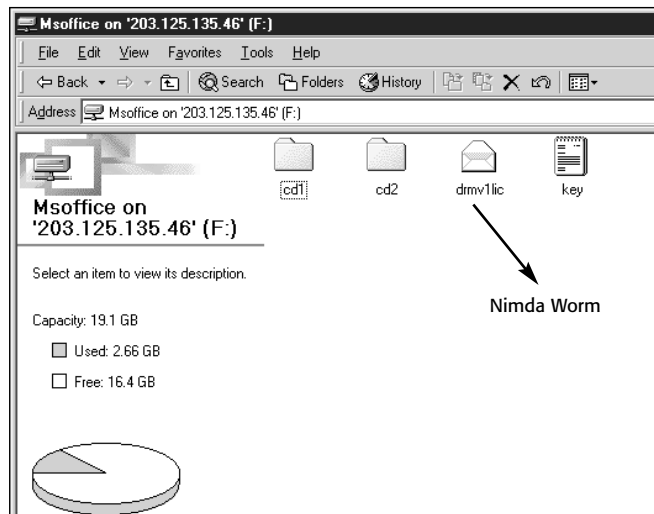 Msoffice on '203.125.135.46' (F:)
File Edit View Favorites Tools Help
Back Search Folders History
Address Msoffice on '203.125.135.46' (F:)
cd1 cd2 drmv1lic key
Msoffice on
'203.125.135.46' (F:)
Select an item to view its description.
Nimda Worm
Capacity: 19.1 GB
Used: 2.66 GB
Free: 16.4 GB